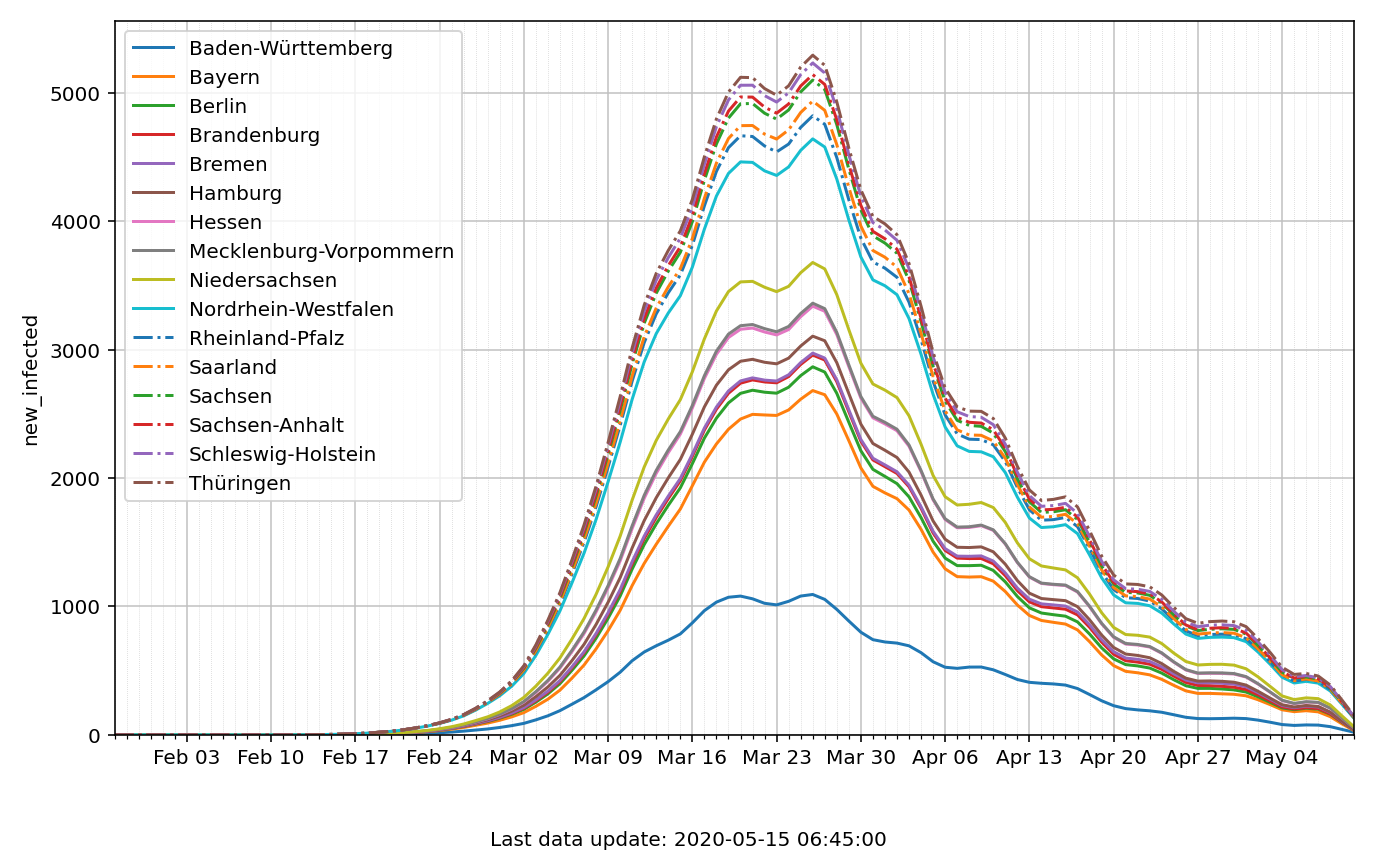 Baden-Württemberg
Bayern
Berlin
Brandenburg
Bremen
Hamburg
Hessen
Mecklenburg-Vorpommern
Niedersachsen
Nordrhein-Westfalen
Rheinland-Pfalz
Saarland
Sachsen
Sachsen-Anhalt
Schleswig-Holstein
Thüringen
new_infected
5000
4000
3000
2000
1000
0
Feb 03 Feb 10 Feb 17 Feb 24 Mar 02 Mar 09 Mar 16 Mar 23 Mar 30 Apr 06 Apr 13 Apr 20 Apr 27 May 04
Last data update: 2020-05-15 06:45:00